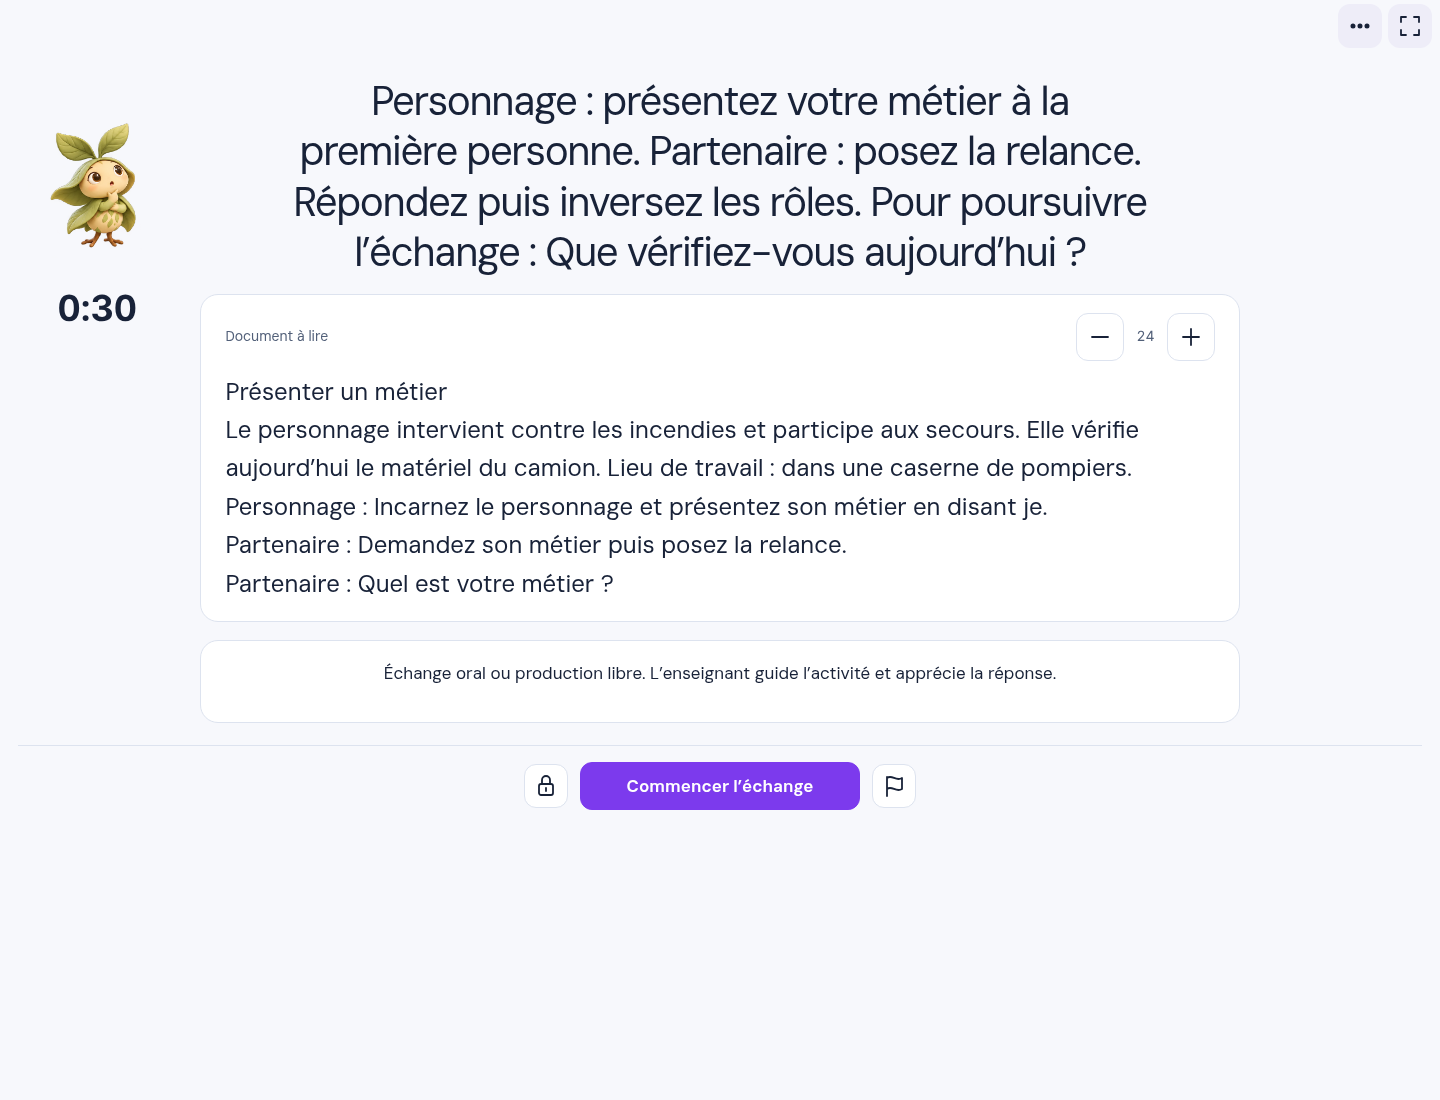 Personnage : présentez votre métier à la
première personne. Partenaire : posez la relance.
Répondez puis inversez les rôles. Pour poursuivre
l’échange : Que vérifiez-vous aujourd’hui ?
0:30
Document à lire
24
Présenter un métier
Le personnage intervient contre les incendies et participe aux secours. Elle vérifie
aujourd’hui le matériel du camion. Lieu de travail : dans une caserne de pompiers.
Personnage : Incarnez le personnage et présentez son métier en disant je.
Partenaire : Demandez son métier puis posez la relance.
Partenaire : Quel est votre métier ?
Échange oral ou production libre. L’enseignant guide l’activité et apprécie la réponse.
Commencer l’échange